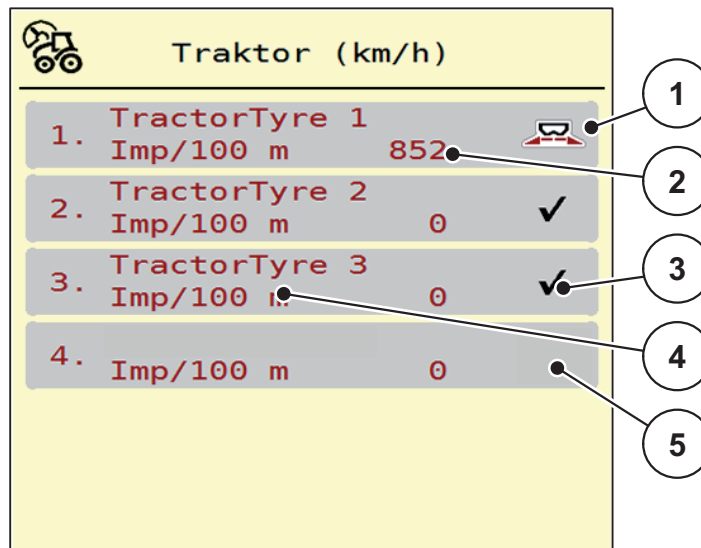 Traktor (km/h)
1. TractorTyre 1
Imp/100 m 852
2. TractorTyre 2
Imp/100 m 0
3. TractorTyre 3
Imp/100 m 0
4.
Imp/100 m 0
1
2
3
4
5